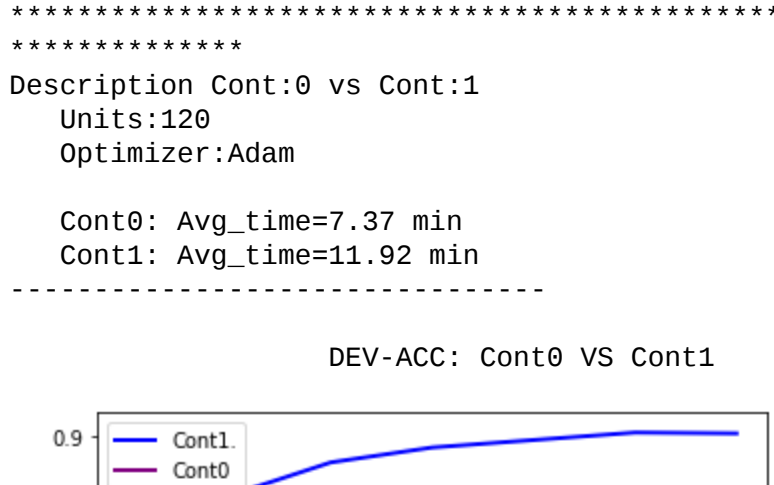 **********************************************
**************
Description Cont:0 vs Cont:1
Units:120
Optimizer:Adam
Cont0: Avg_time=7.37 min
Cont1: Avg_time=11.92 min
--------------------------------
DEV-ACC: Cont0 VS Cont1
0.9
Cont1.
Cont0